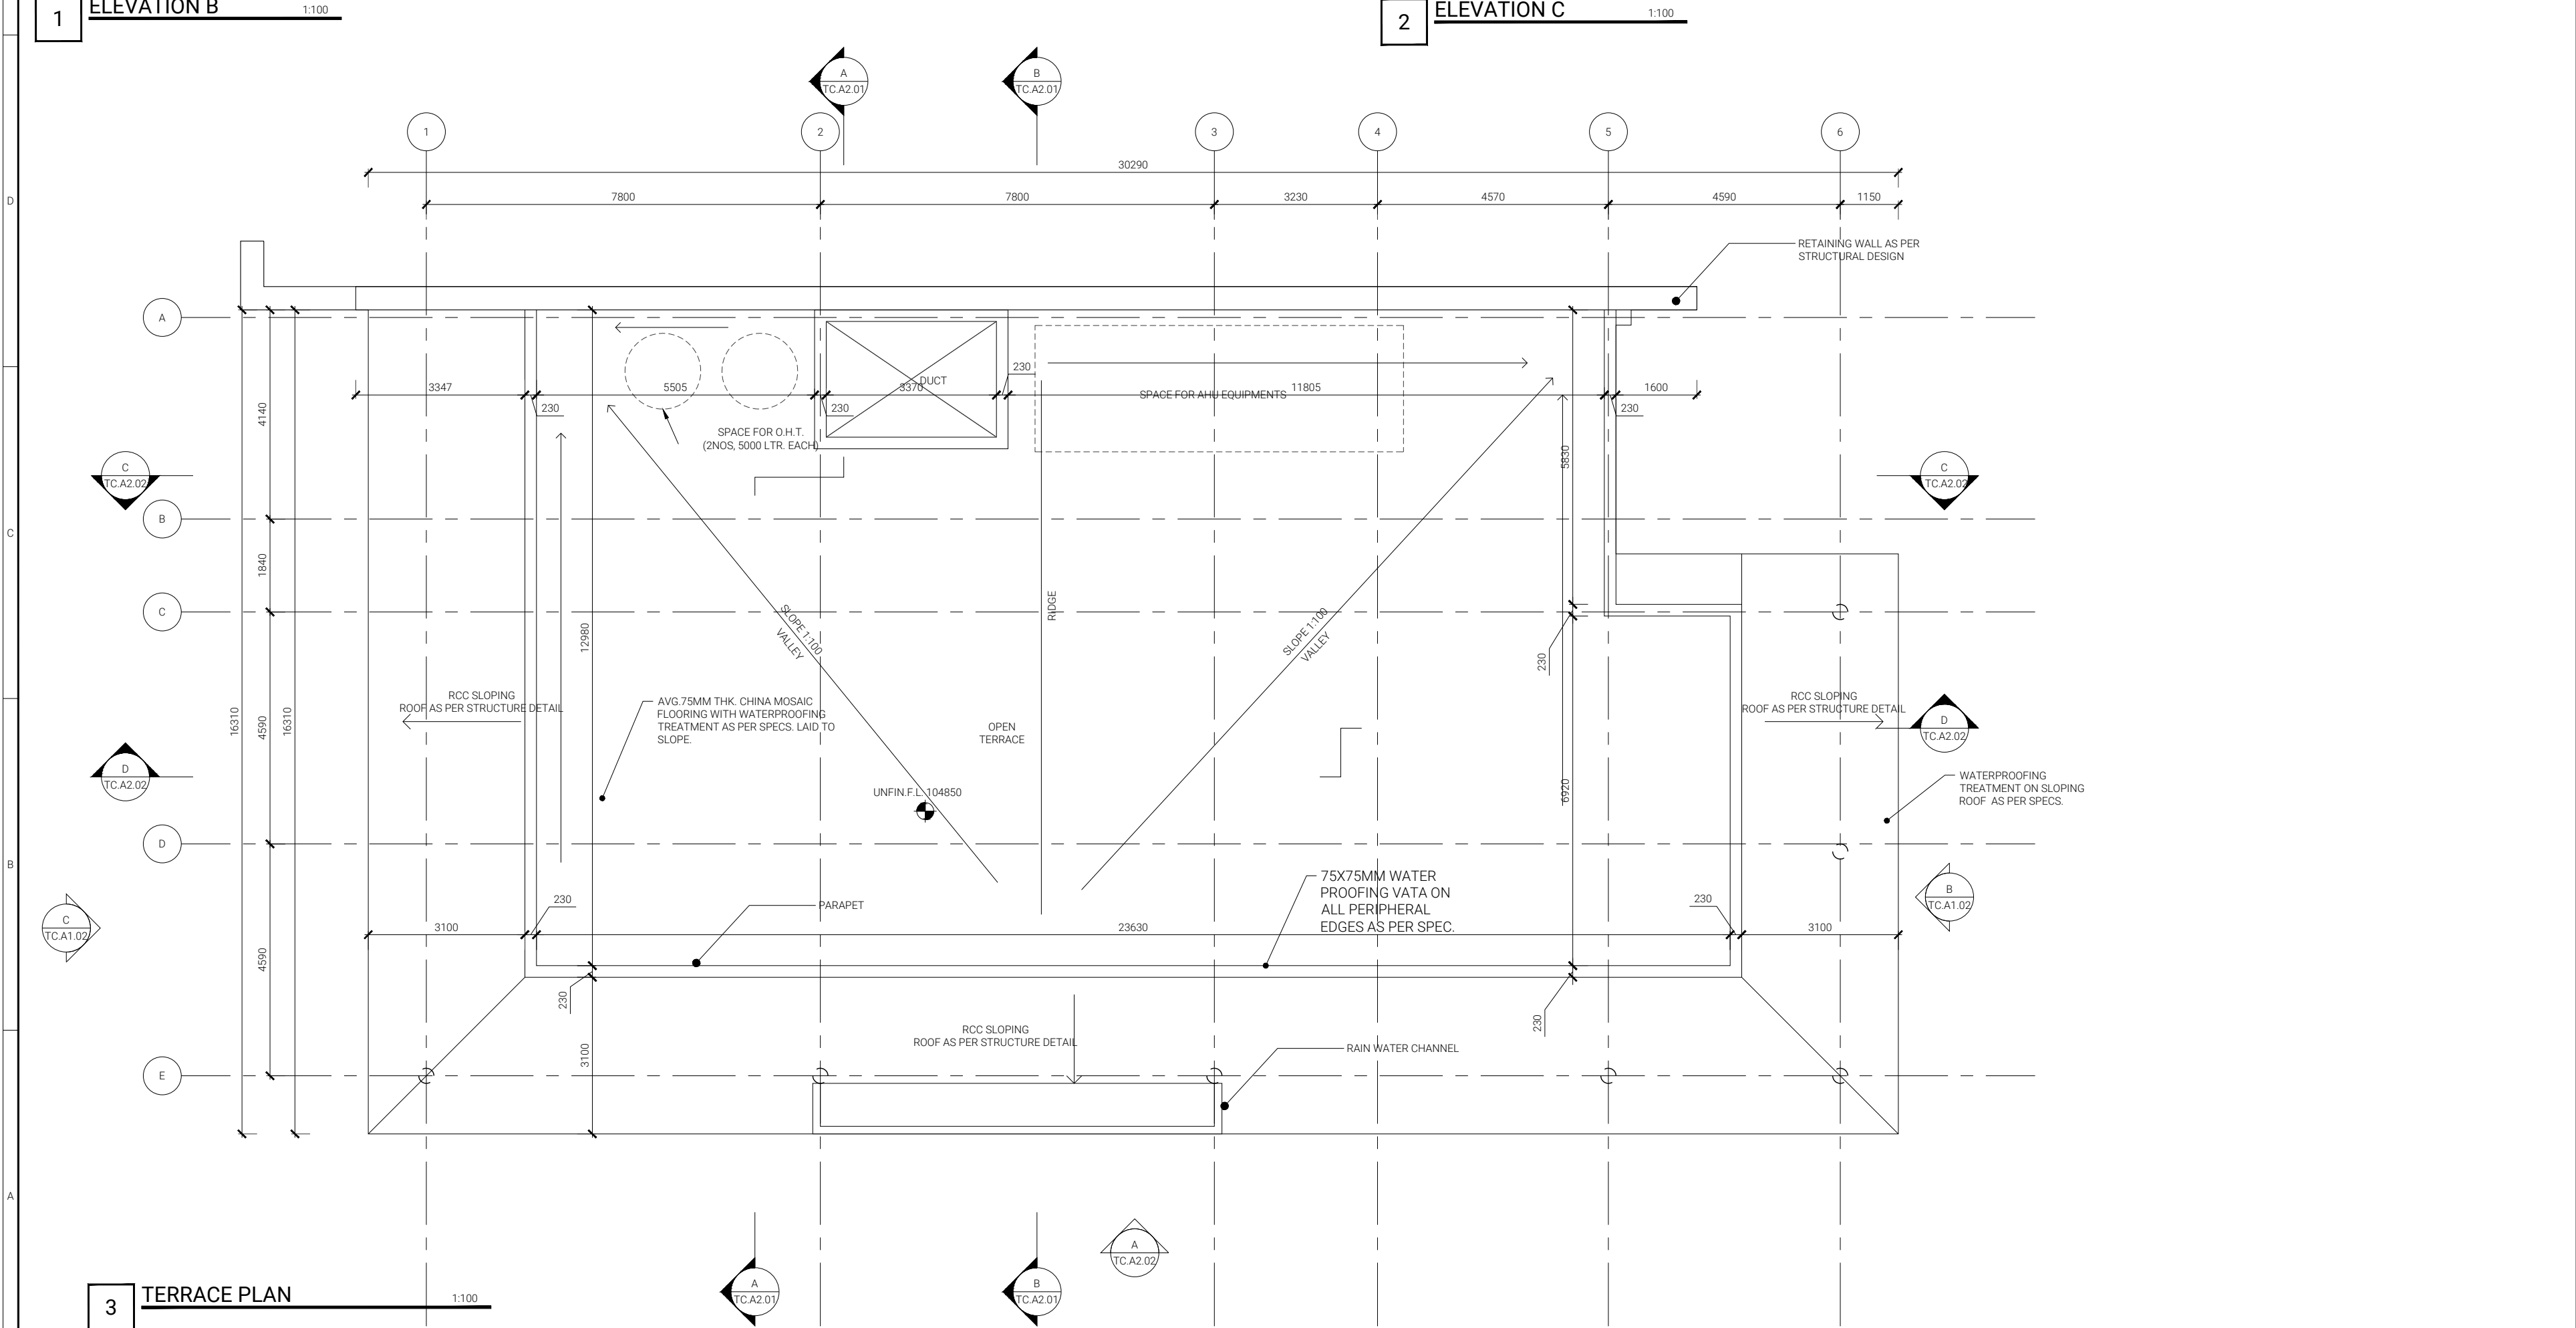 ELEVATION B
1:100
1
ELEVATION C
1:100
2
A
TC.A2.01
B
TC.A2.01
1
2
3
4
5
6
30290
7800
7800
3230
4570
4590
1150
D
RETAINING WALL AS PER
STRUCTURAL DESIGN
A
230
DUCT
3347
5505
3370
SPACE FOR AHU EQUIPMENTS
11805
1600
230
230
230
4140
SPACE FOR O.H.T.
(2NOS, 5000 LTR. EACH)
5830
C
TC.A2.02
C
TC.A2.02
B
C
1840
C
RIDGE
SLOPE 1:100
VALLEY
SLOPE 1:100
VALLEY
12980
230
RCC SLOPING
ROOF AS PER STRUCTURE DETAIL
AVG.75MM THK. CHINA MOSAIC
FLOORING WITH WATERPROOFING
TREATMENT AS PER SPECS. LAID TO
SLOPE.
OPEN
TERRACE
RCC SLOPING
ROOF AS PER STRUCTURE DETAIL
16310
4590
16310
D
TC.A2.02
D
TC.A2.02
WATERPROOFING
TREATMENT ON SLOPING
ROOF  AS PER SPECS.
UNFIN.F.L. 104850
6920
D
B
75X75MM WATER
PROOFING VATA ON
ALL PERIPHERAL
EDGES AS PER SPEC.
B
TC.A1.02
C
TC.A1.02
230
PARAPET
230
3100
23630
3100
4590
230
230
RCC SLOPING
ROOF AS PER STRUCTURE DETAIL
RAIN WATER CHANNEL
3100
E
A
A
TC.A2.02
A
TC.A2.01
B
TC.A2.01
3
TERRACE PLAN
1:100